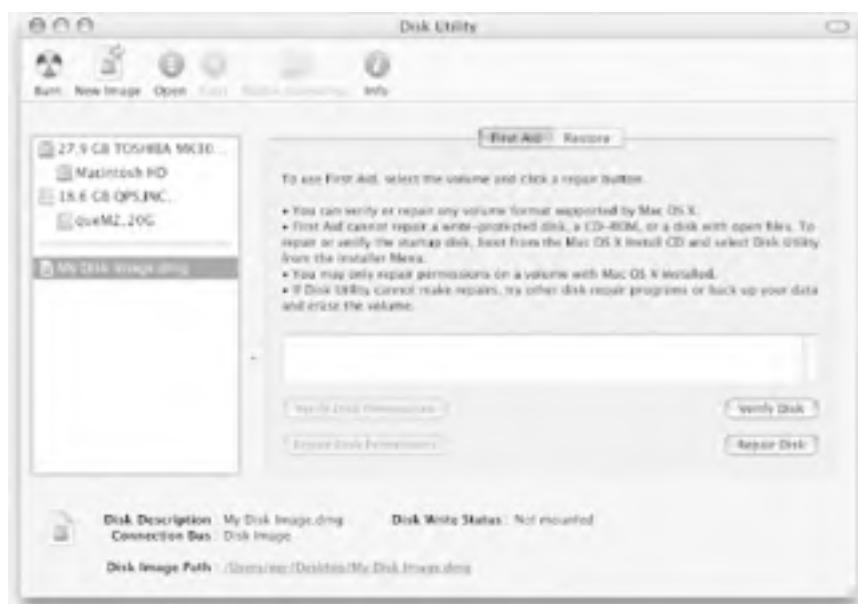 Disk Utility
Burn New Image Open Info
First Aid Restore
27.9 GB TOSHIBA MK30...
Macintosh HD
18.6 GB QPS,INC.
queM2_20G
My Disk Image.dmg
To use First Aid, select the volume and click a repair button.
• You can verify or repair any volume format supported by Mac OS X.
• First Aid cannot repair a write-protected disk, a CD-ROM, or a disk with open files. To
repair or verify the startup disk, boot from the Mac OS X Install CD and select Disk Utility
from the Installer Menu.
• You may only repair permissions on a volume with Mac OS X installed.
• If Disk Utility cannot make repairs, try other disk repair programs or back up your data
and erase the volume.
Verify Disk Permissions Verify Disk
Repair Disk Permissions Repair Disk
Disk Description : My Disk Image.dmg Disk Write Status : Not mounted
Connection Bus : Disk Image
Disk Image Path : /Users/ /Desktop/My Disk Image.dmg